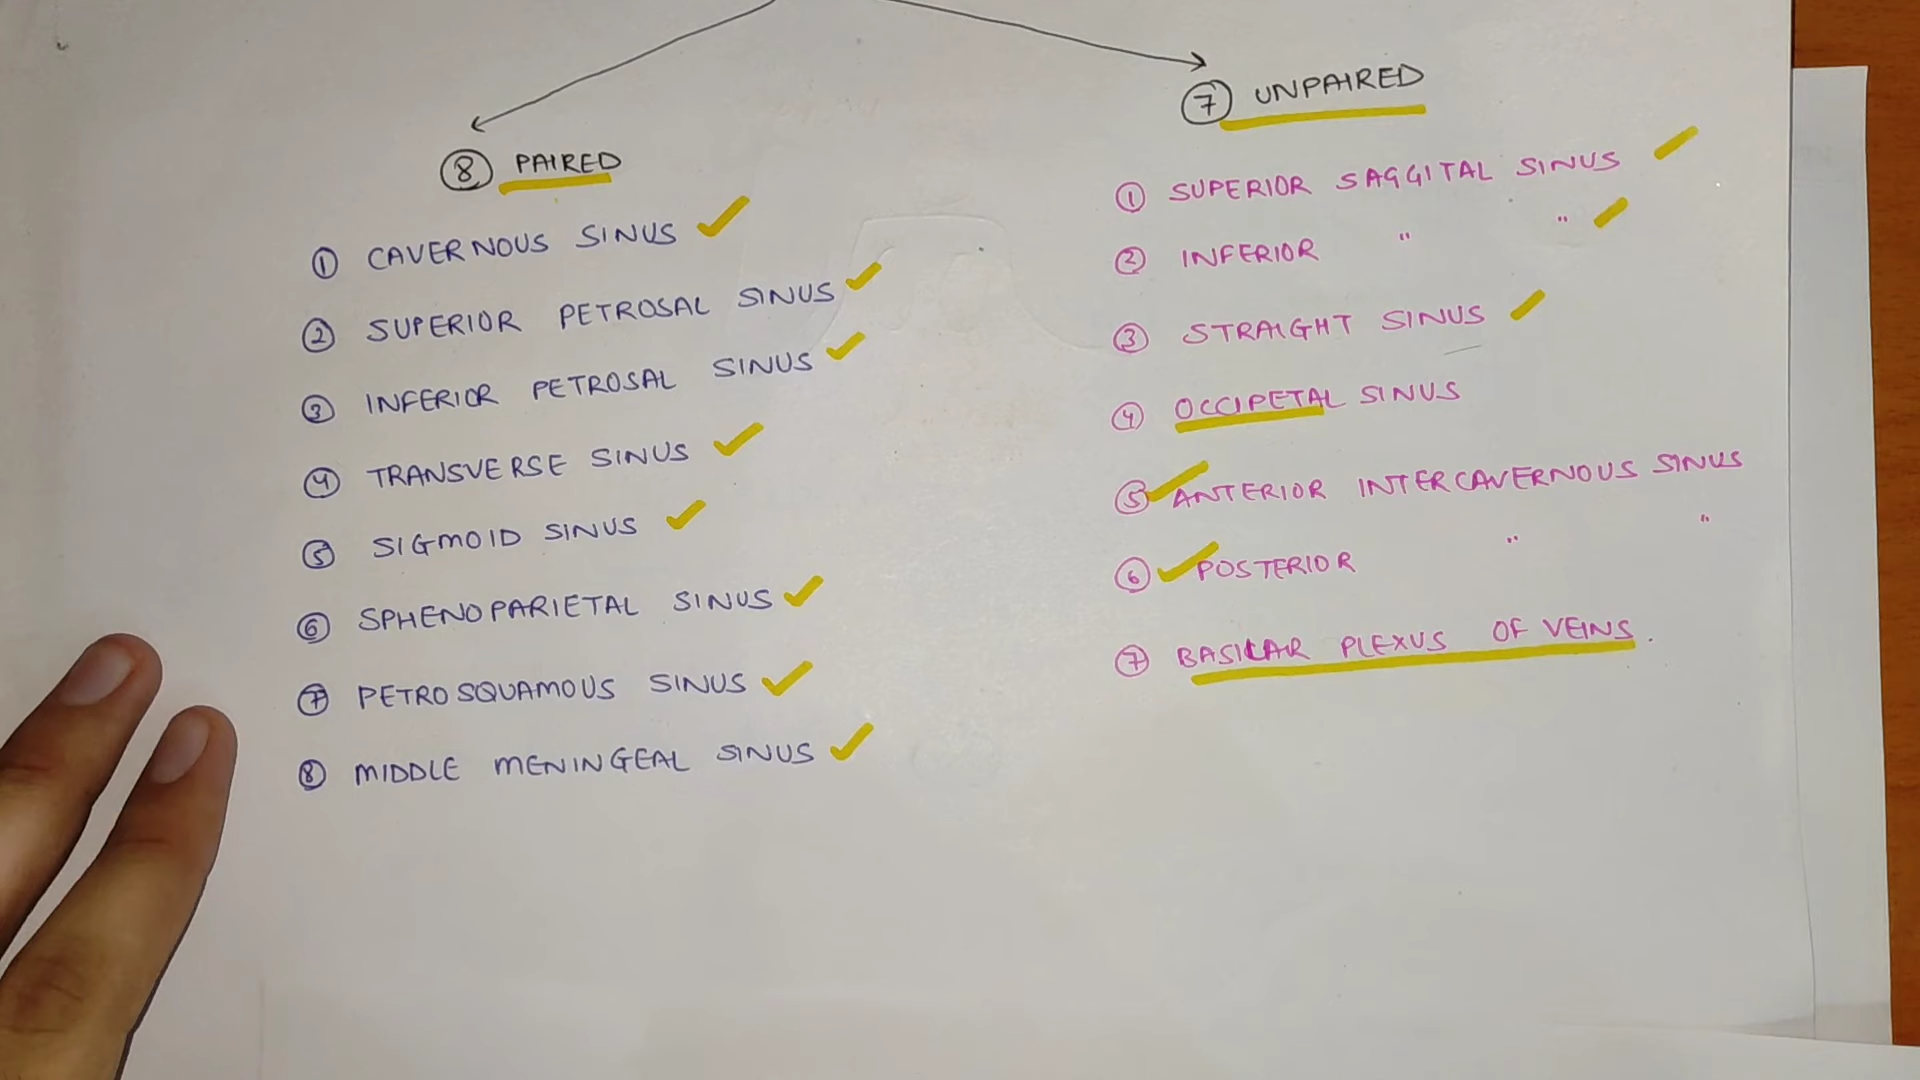 ⑧ PAIRED
① CAVERNOUS SINUS
② SUPERIOR PETROSAL SINUS
③ INFERIOR PETROSAL SINUS
④ TRANSVERSE SINUS
⑤ SIGMOID SINUS
⑥ SPHENOPARIETAL SINUS
⑦ PETROSQUAMOUS SINUS
⑧ MIDDLE MENINGEAL SINUS
⑦ UNPAIRED
① SUPERIOR SAGGITAL SINUS
② INFERIOR " "
③ STRAIGHT SINUS
④ OCCIPETAL SINUS
⑤ ANTERIOR INTERCAVERNOUS SINUS
⑥ POSTERIOR " "
⑦ BASILAR PLEXUS OF VEINS.